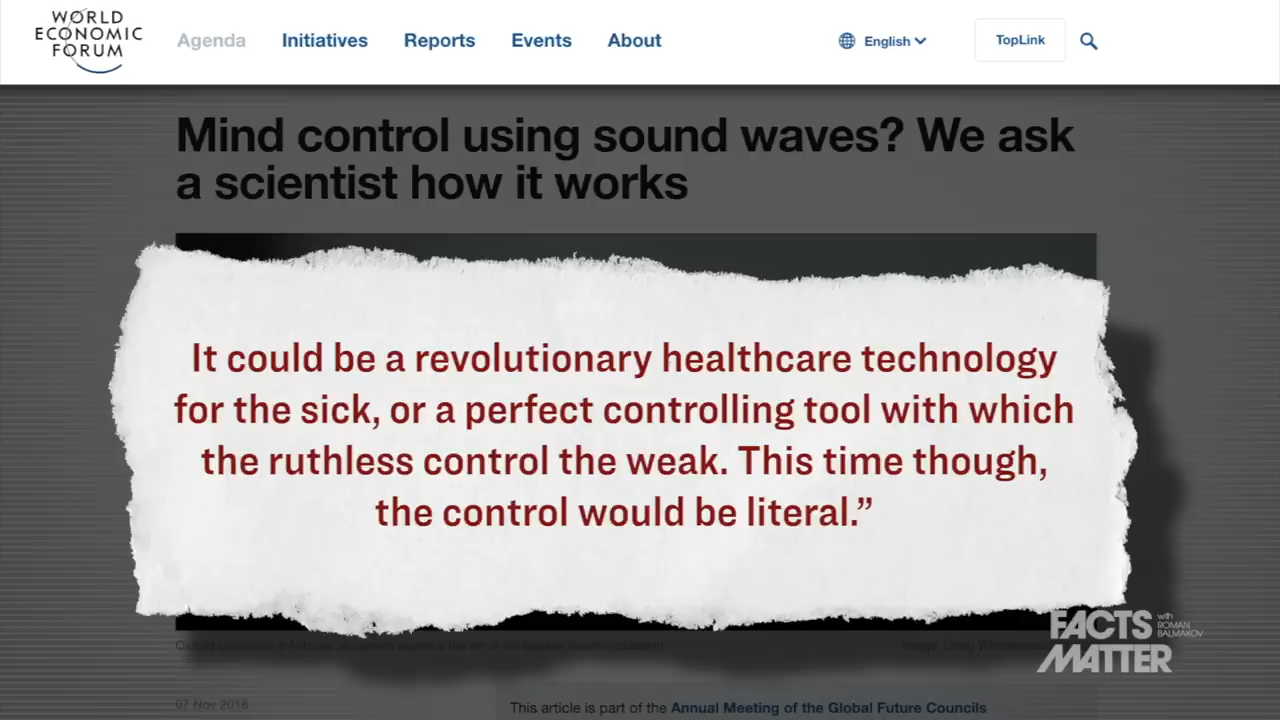 WORLD
ECONOMIC
FORUM
Agenda Initiatives Reports Events About English TopLink
Mind control using sound waves? We ask
a scientist how it works
It could be a revolutionary healthcare technology
for the sick, or a perfect controlling tool with which
the ruthless control the weak. This time though,
the control would be literal.”
FACTS with
ROMAN
BALMAKOV
MATTER
07 Nov 2018
This article is part of the Annual Meeting of the Global Future Councils